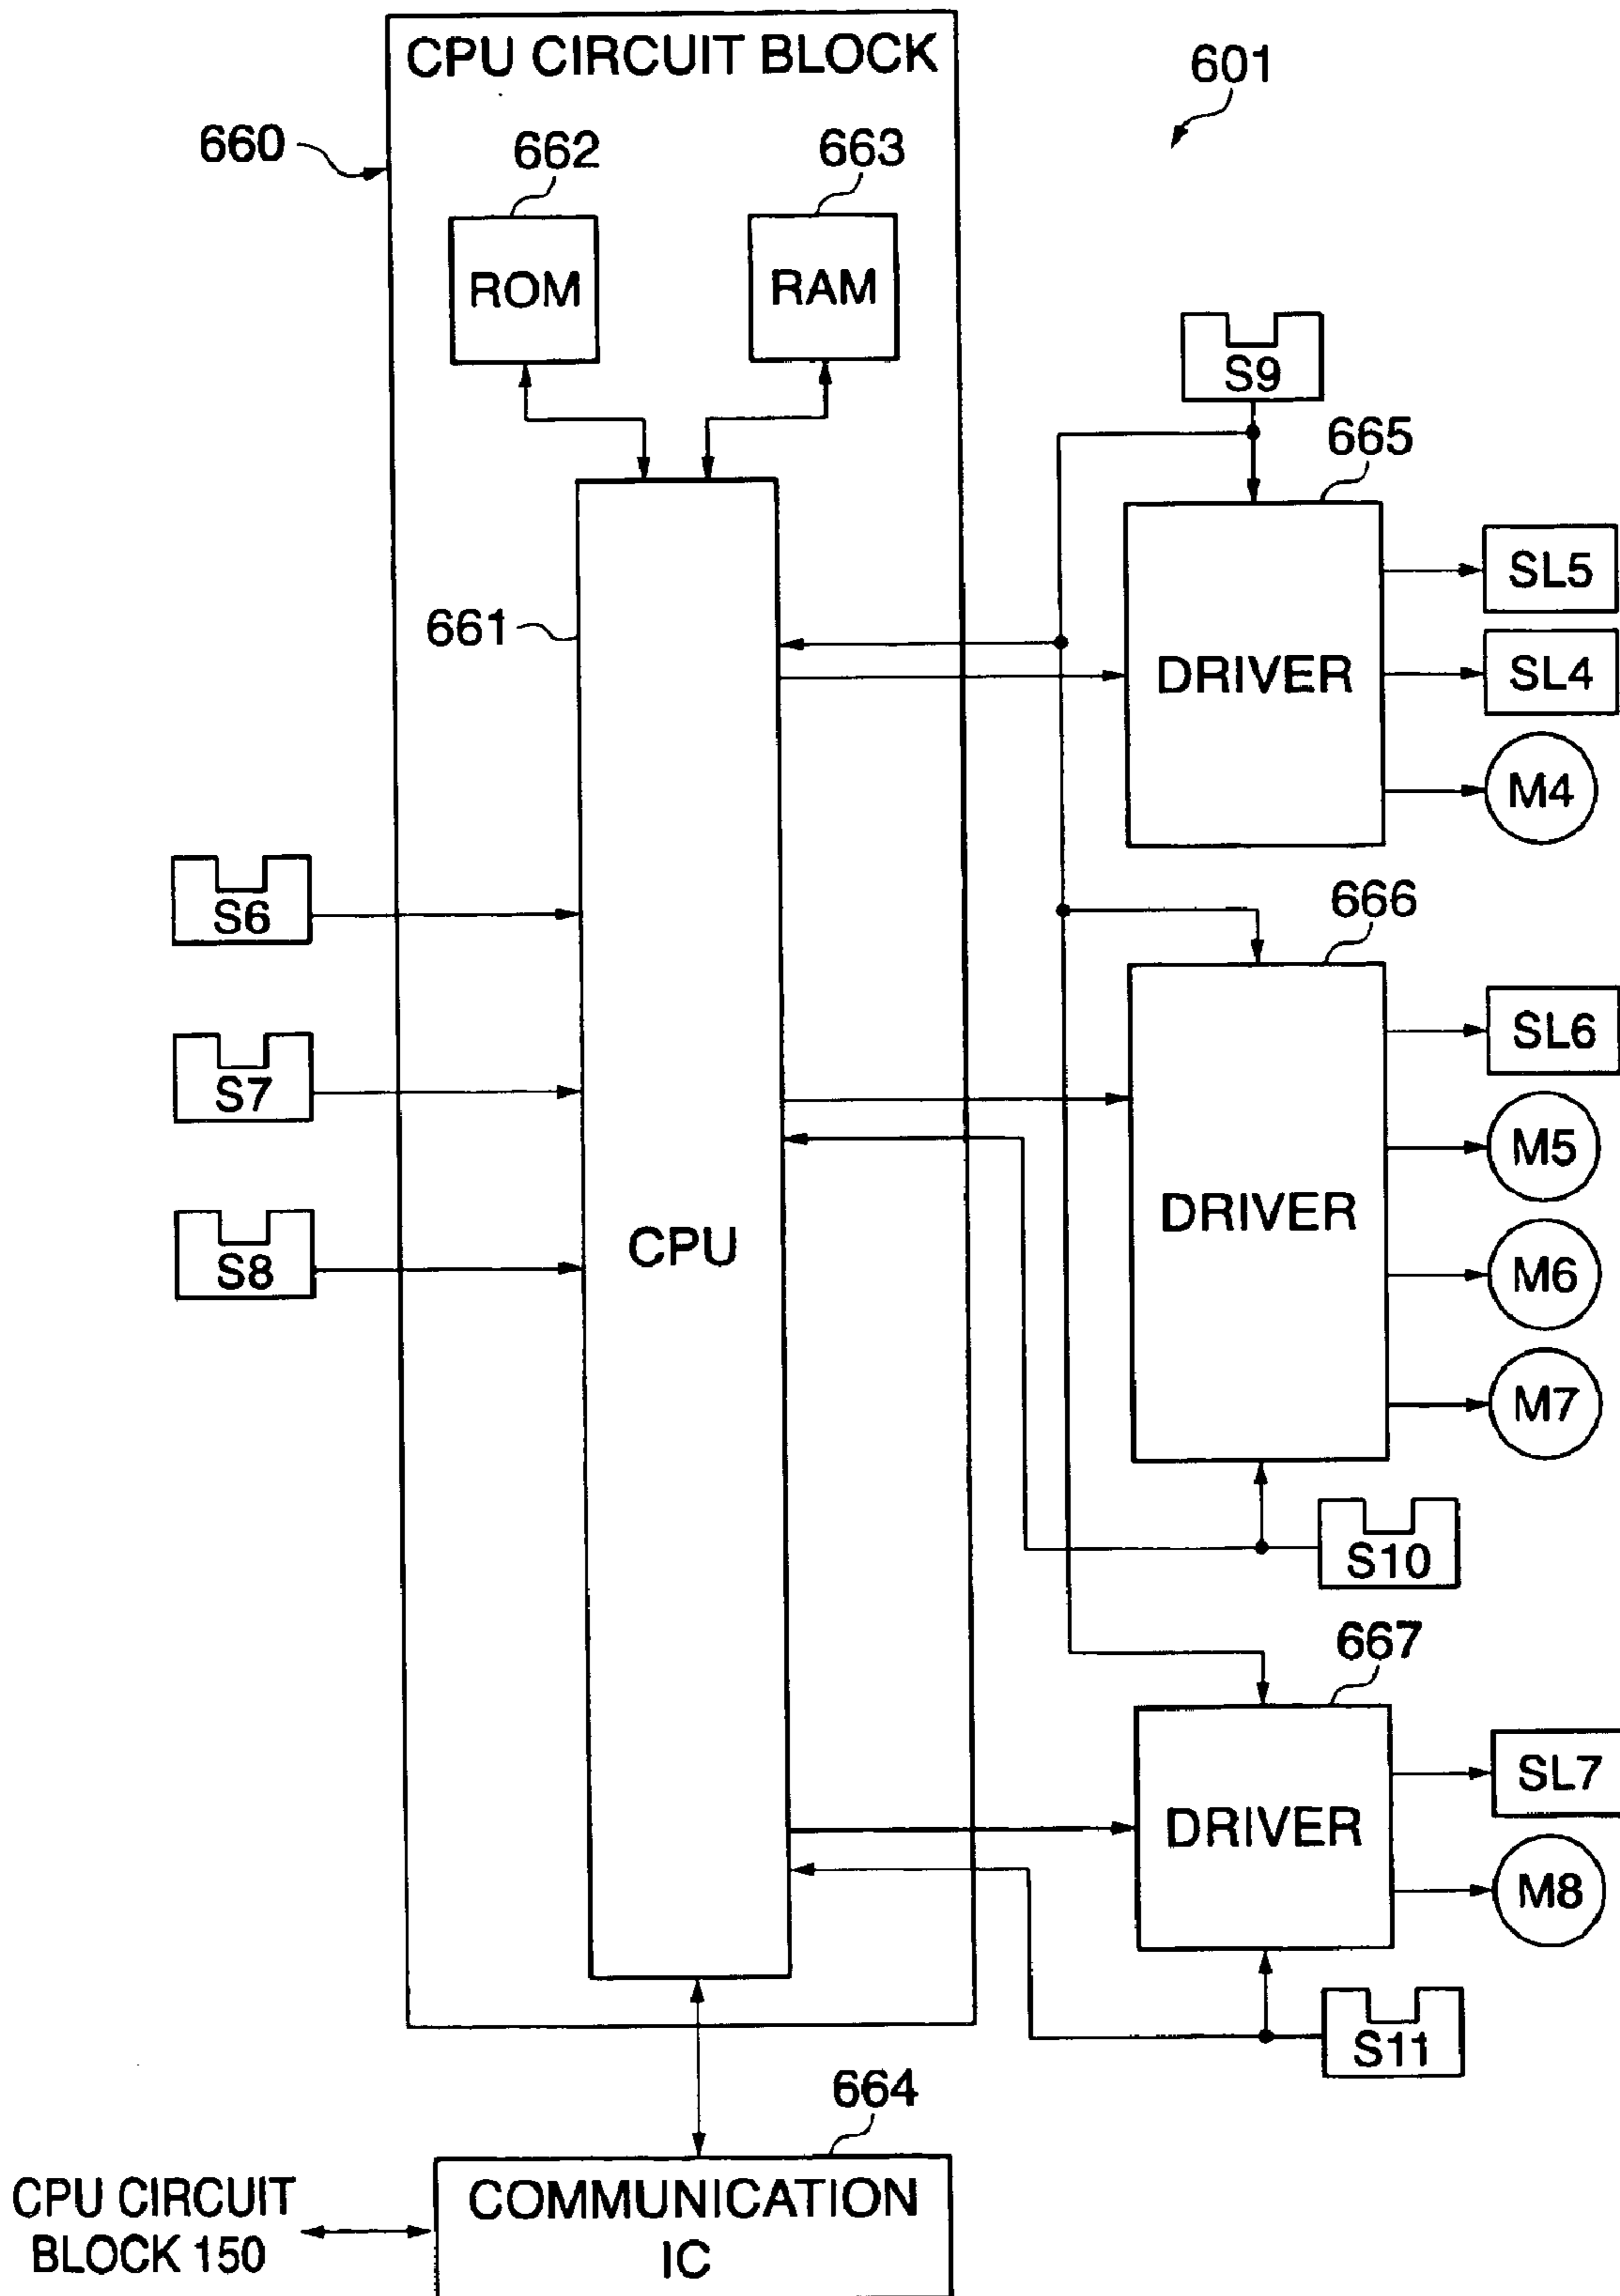 CPU CIRCUIT BLOCK
601
660
662
663
ROM
RAM
S9
665
SL5
661
DRIVER
SL4
M4
S6
666
SL6
S7
M5
DRIVER
S8
CPU
M6
M7
S10
667
SL7
DRIVER
M8
S11
664
CPU CIRCUIT
BLOCK 150
COMMUNICATION
IC